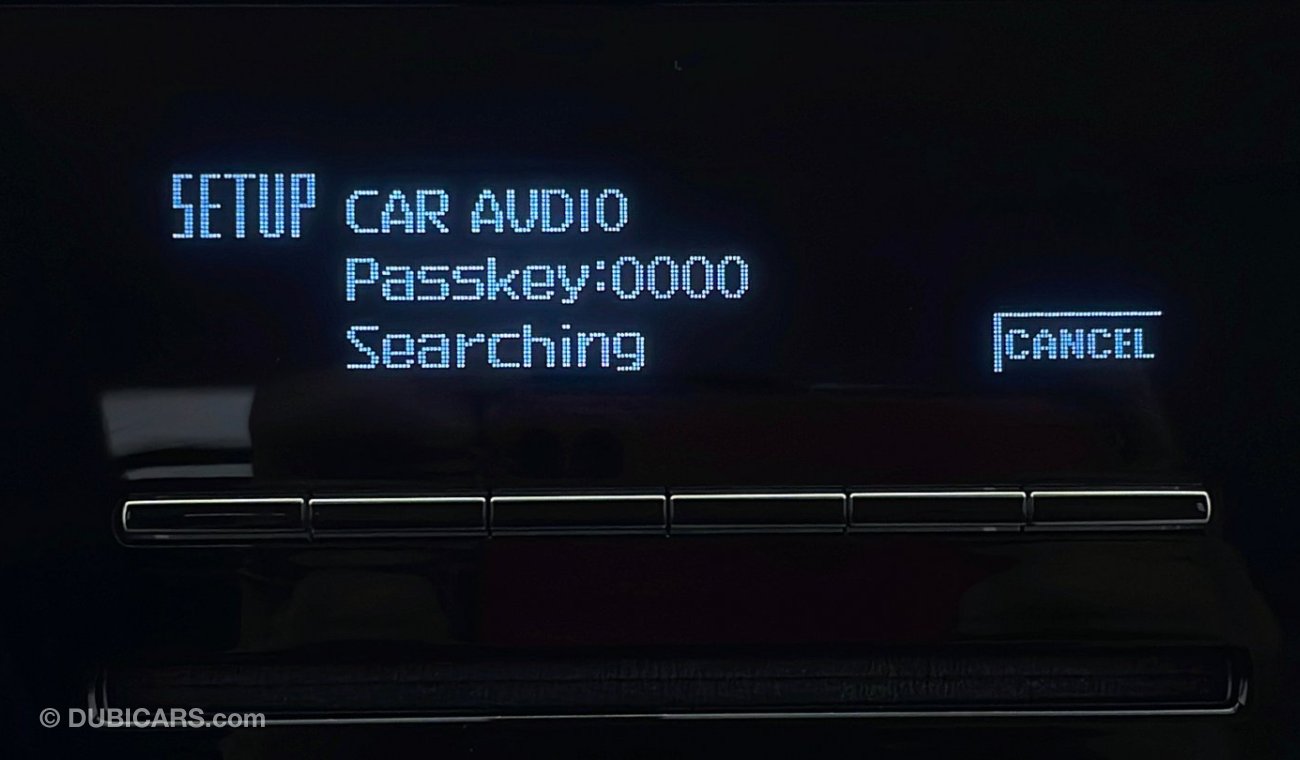 SETUP CAR AUDIO
Passkey:0000
Searching
CANCEL
© DUBICARS.com